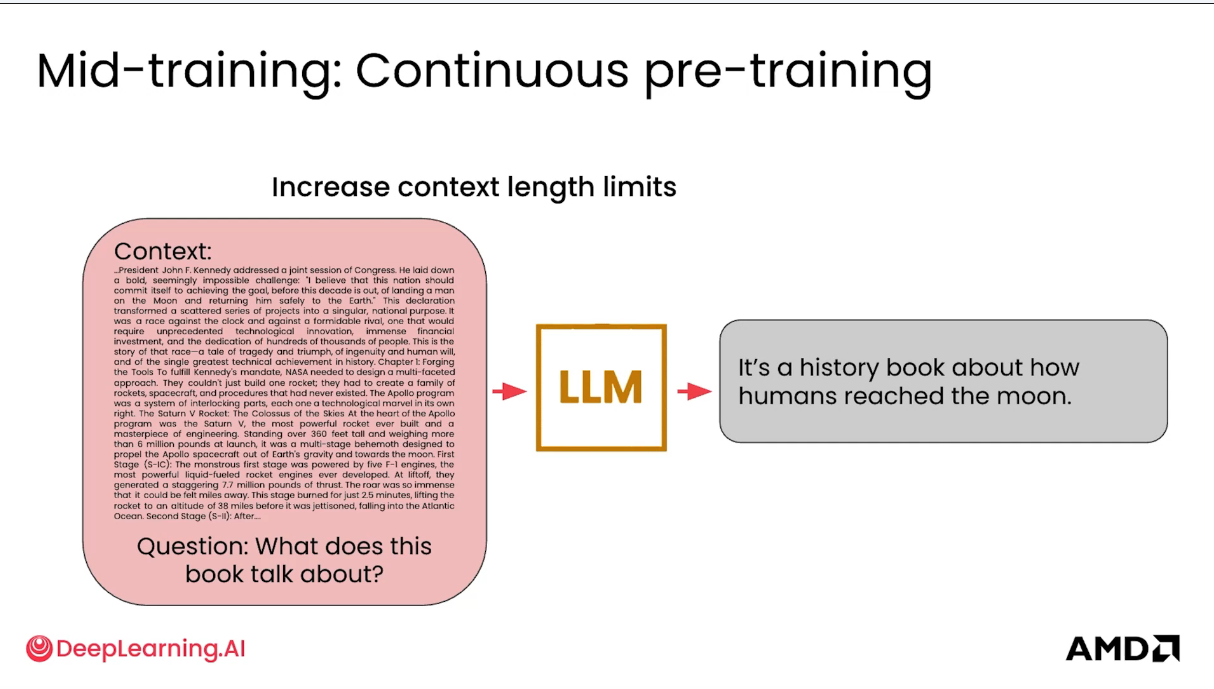 Mid-training: Continuous pre-training
Increase context length limits
Context:
...President John F. Kennedy addressed a joint session of Congress. He laid down
a bold, seemingly impossible challenge: "I believe that this nation should
commit itself to achieving the goal, before this decade is out, of landing a man
on the Moon and returning him safely to the Earth." This declaration
transformed a scattered series of projects into a singular, national purpose. It
was a race against the clock and against a formidable rival, one that would
require unprecedented technological innovation, immense financial
investment, and the dedication of hundreds of thousands of people. This is the
story of that race—a tale of tragedy and triumph, of ingenuity and human will,
and of the single greatest technical achievement in history. Chapter 1: Forging
the Tools To fulfill Kennedy's mandate, NASA needed to design a multi-faceted
approach. They couldn't just build one rocket; they had to create a family of
rockets, spacecraft, and procedures that had never existed. The Apollo program
was a system of interlocking parts, each one a technological marvel in its own
right. The Saturn V Rocket: The Colossus of the Skies At the heart of the Apollo
program was the Saturn V, the most powerful rocket ever built and a
masterpiece of engineering. Standing over 360 feet tall and weighing more
than 6 million pounds at launch, it was a multi-stage behemoth designed to
propel the Apollo spacecraft out of Earth's gravity and towards the moon. First
Stage (S-IC): The monstrous first stage was powered by five F-1 engines, the
most powerful liquid-fueled rocket engines ever developed. At liftoff, they
generated a staggering 7.7 million pounds of thrust. The roar was so immense
that it could be felt miles away. This stage burned for just 2.5 minutes, lifting the
rocket to an altitude of 38 miles before it was jettisoned, falling into the Atlantic
Ocean. Second Stage (S-II): After...
Question: What does this
book talk about?
LLM
It's a history book about how
humans reached the moon.
DeepLearning.AI
AMD